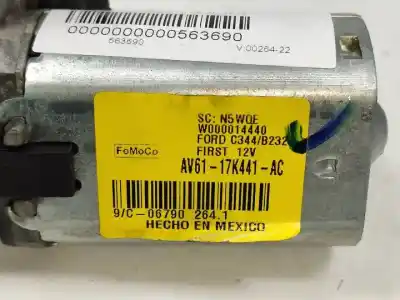 0000000000563690
563690
V:00264-22
SC: N5WQE
W000014440
FORD C344/B232
FIRST 12V
FoMoCo
AV61-17K441-AC
9/C-06790 264.1
HECHO EN MEXICO